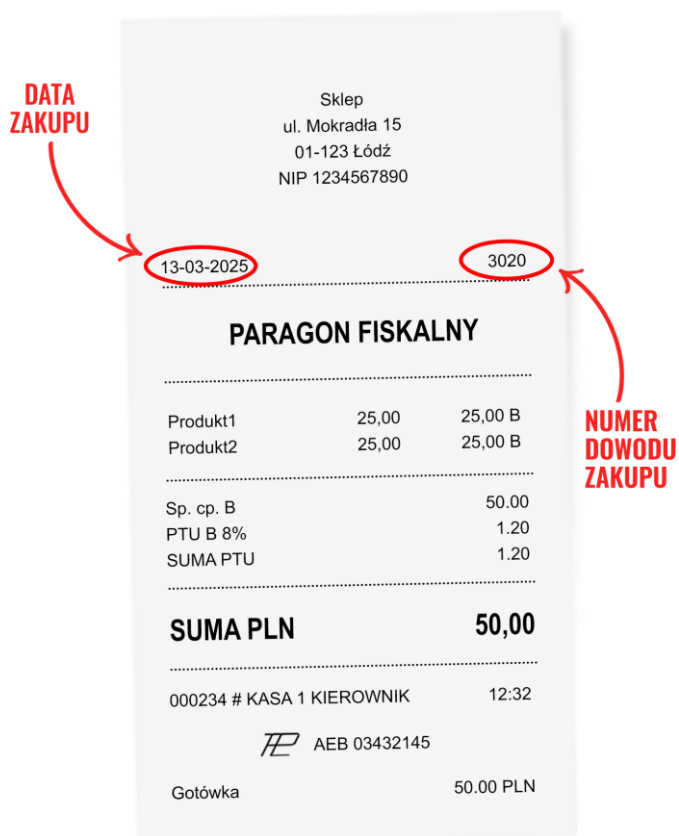 DATA
ZAKUPU
Sklep
ul. Mokradła 15
01-123 Łódź
NIP 1234567890
13-03-2025 3020
PARAGON FISKALNY
Produkt1 25,00 25,00 B
Produkt2 25,00 25,00 B
NUMER
DOWODU
ZAKUPU
Sp. cp. B 50.00
PTU B 8% 1.20
SUMA PTU 1.20
SUMA PLN 50,00
000234 # KASA 1 KIEROWNIK 12:32
AEB 03432145
Gotówka 50.00 PLN